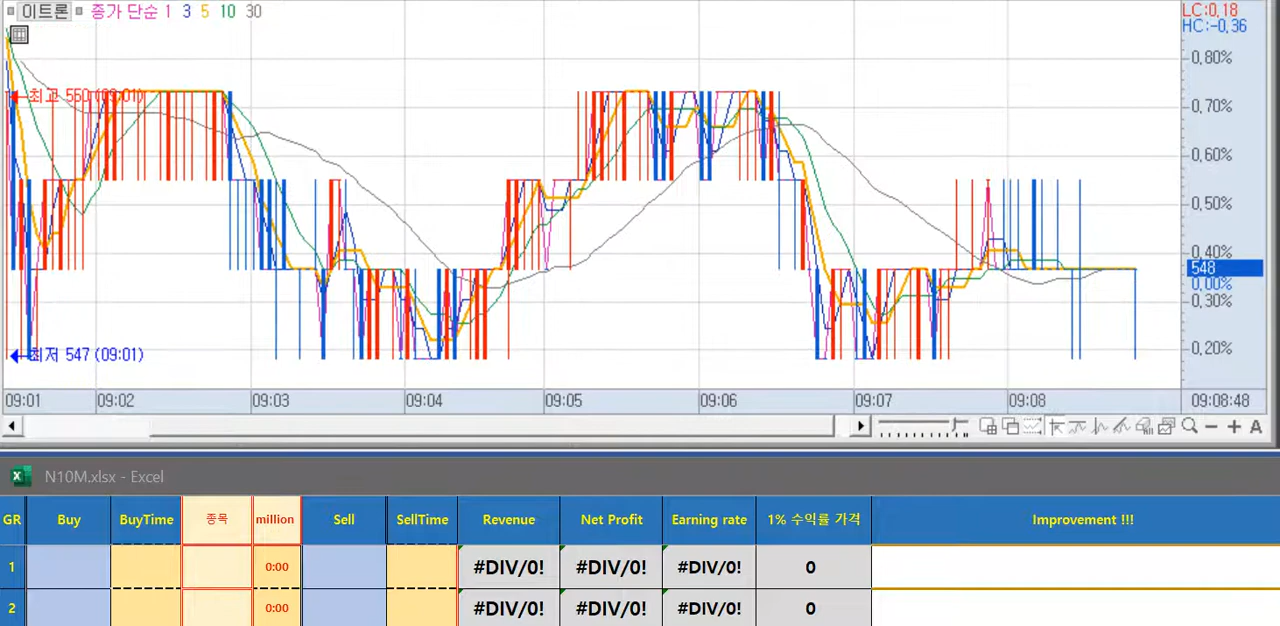 이트론 종가 단순 1 3 5 10 30
LC:0,18
HC:-0,36
0,80%
최고 550 (09:01)
0,70%
0,60%
0,50%
0,40%
548
0,00%
0,30%
최저 547 (09:01)
0,20%
09:01 09:02 09:03 09:04 09:05 09:06 09:07 09:08 09:08:48
A
N10M.xlsx - Excel
GR Buy BuyTime 종목 million Sell SellTime Revenue Net Profit Earning rate 1% 수익률 가격 Improvement !!!
1 0:00 #DIV/0! #DIV/0! #DIV/0! 0
2 0:00 #DIV/0! #DIV/0! #DIV/0! 0